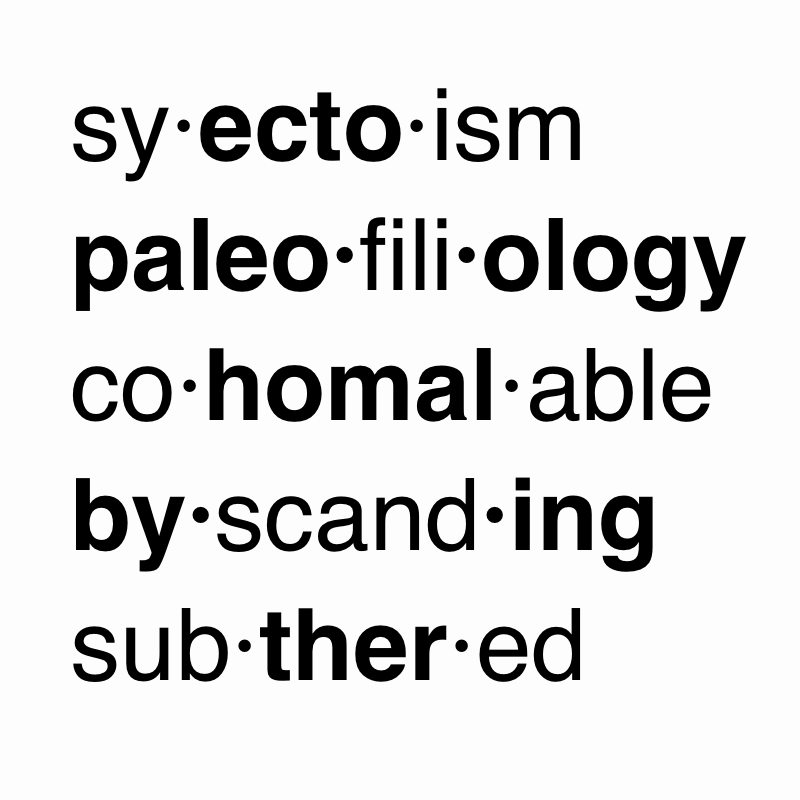 sy·ecto·ism
paleo·fili·ology
co·homal·able
by·scand·ing
sub·ther·ed